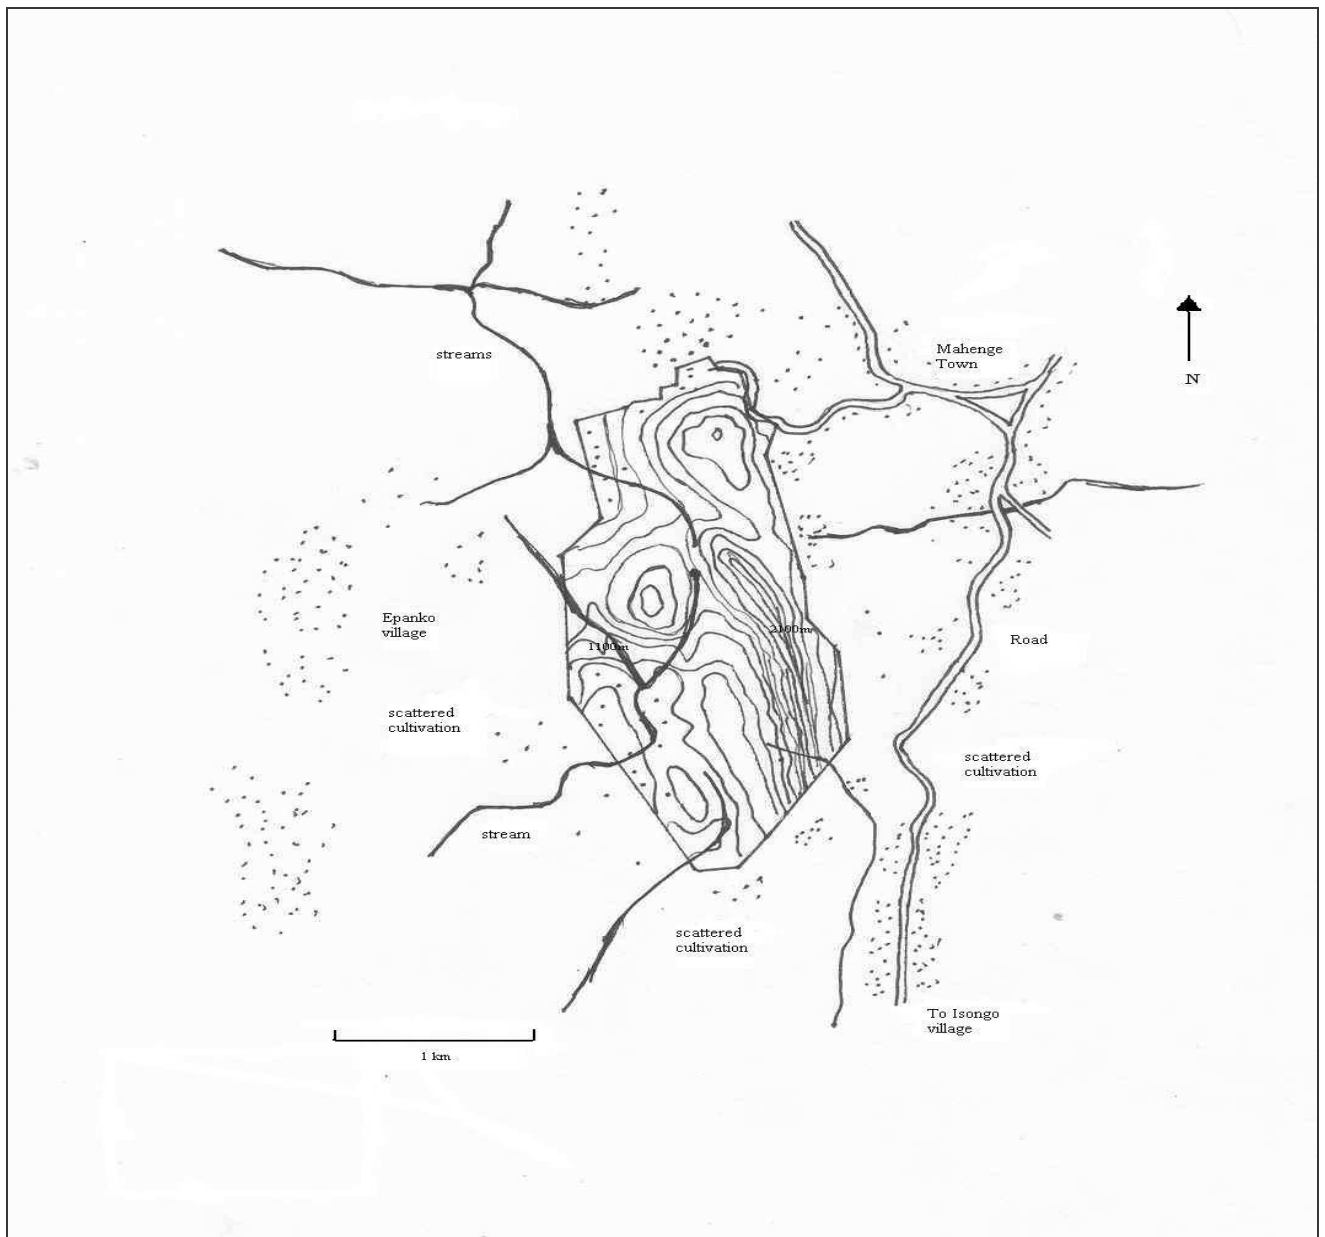 streams
Mahenge
Town
N
Epanko
village
2100m
Road
1100m
scattered
cultivation
scattered
cultivation
stream
scattered
cultivation
To Isongo
village
1 km